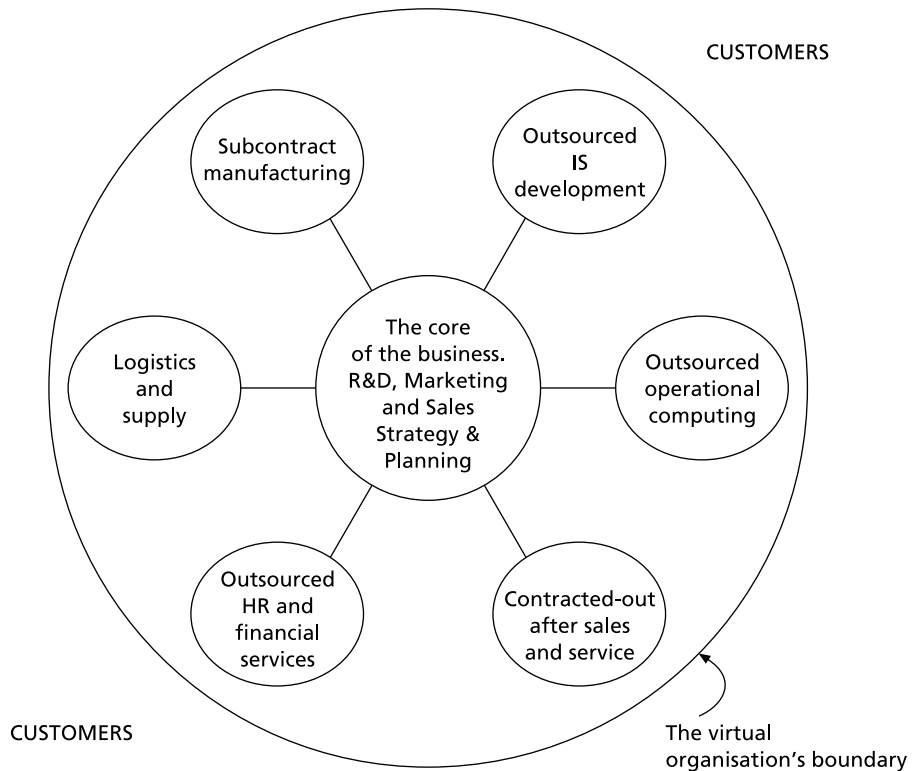 CUSTOMERS
Subcontract
manufacturing
Outsourced
IS
development
Logistics
and
supply
The core
of the business.
R&D, Marketing
and Sales
Strategy &
Planning
Outsourced
operational
computing
Outsourced
HR and
financial
services
Contracted-out
after sales
and service
CUSTOMERS
The virtual
organisation’s boundary